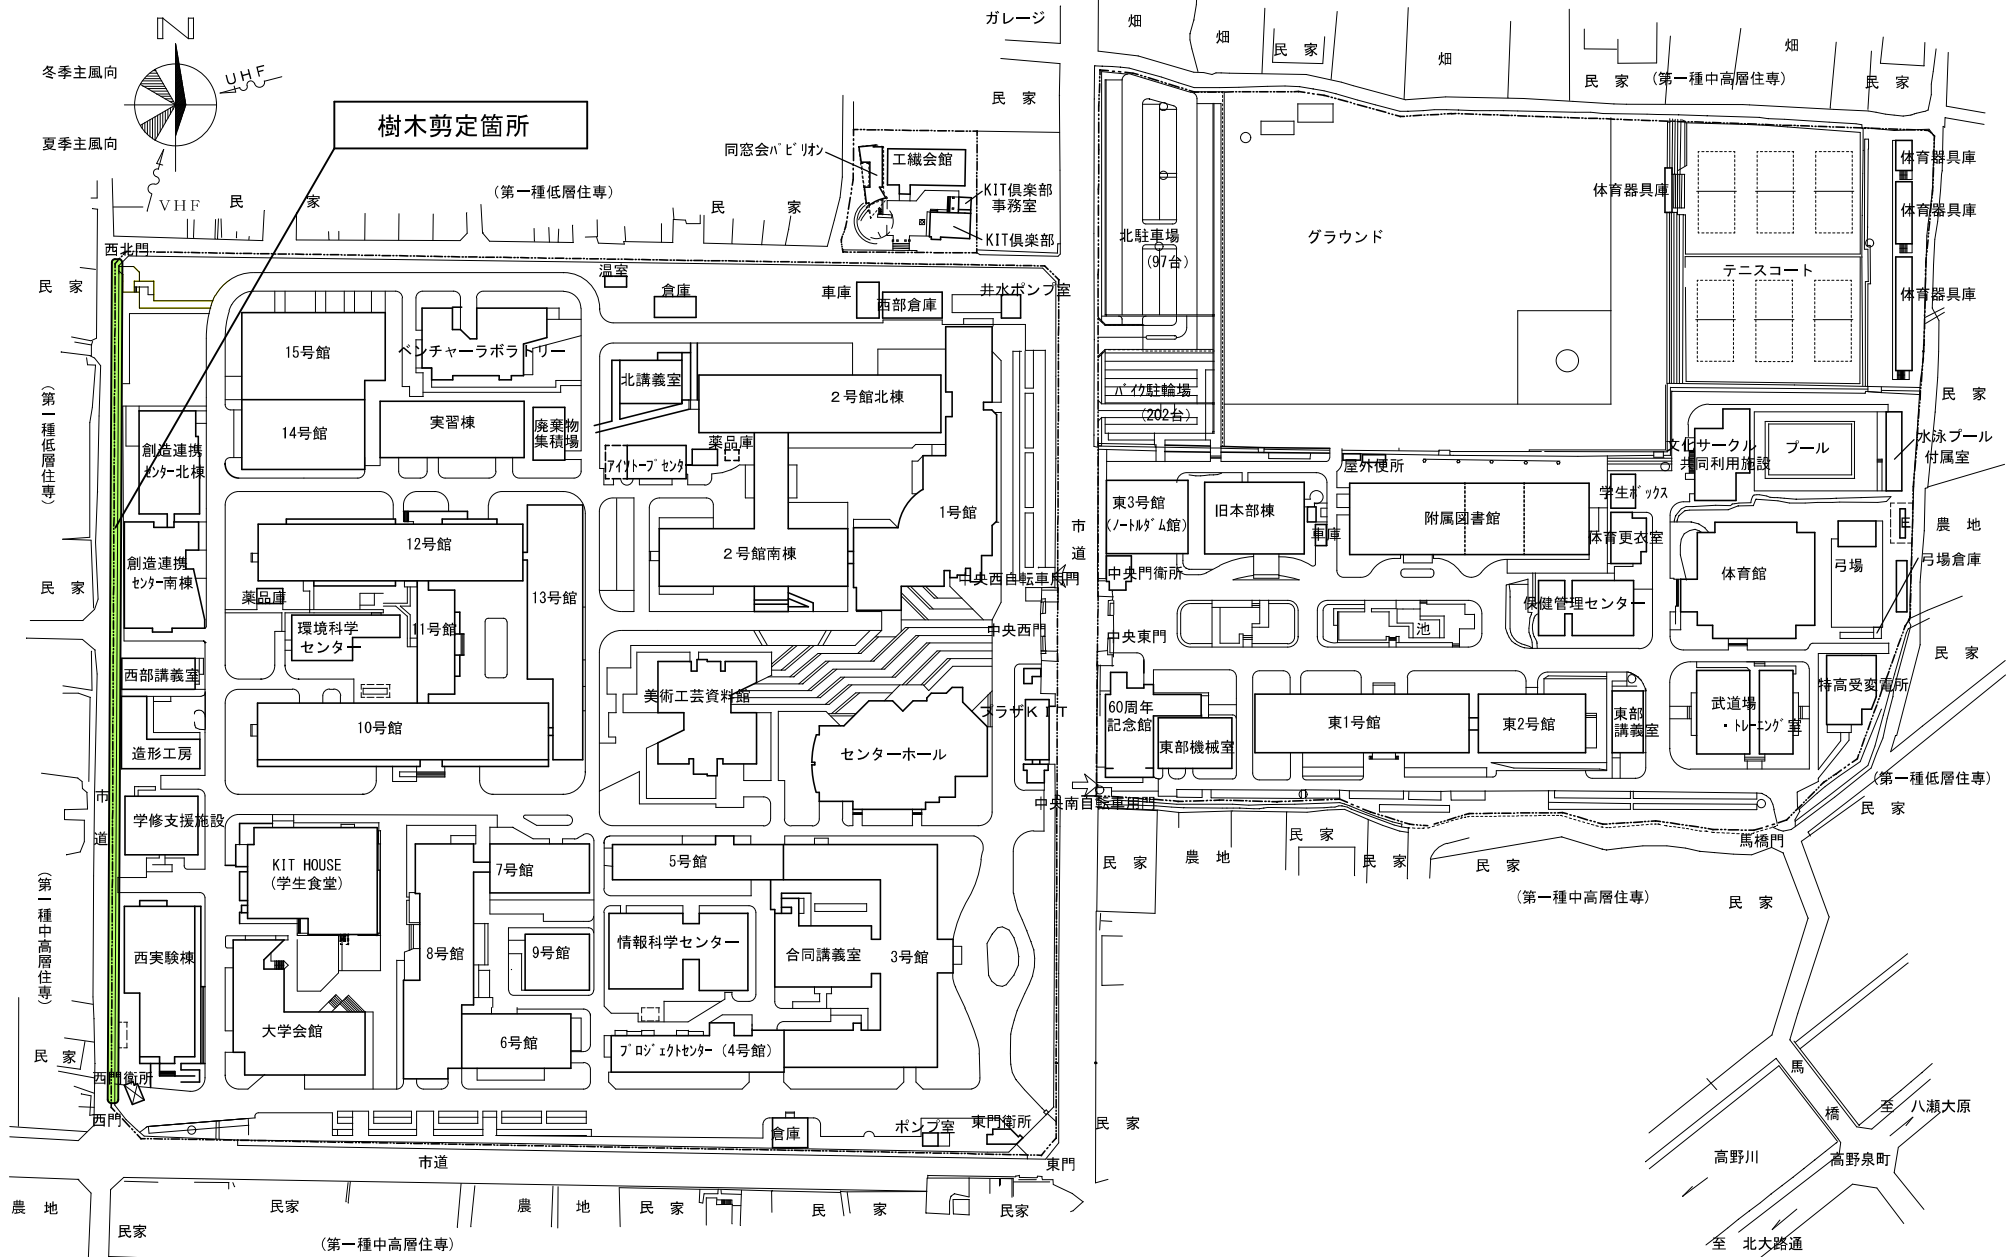 N
冬季主風向
UHF
夏季主風向
VHF
樹木剪定箇所
ガレージ
畑
畑
民 家
畑
畑
民 家
(第一種中高層住専)
民 家
民 家
同窓会パビリオン
工繊会館
KIT倶楽部
事務室
KIT倶楽部
(第一種低層住専)
民 家
民 家
西北門
民 家
温室
倉庫
車庫
西部倉庫
井水ポンプ室
北駐車場
(97台)
グラウンド
体育器具庫
テニスコート
体育器具庫
体育器具庫
体育器具庫
15号館
ベンチャーラボラトリー
北講義室
2号館北棟
バイク駐輪場
(202台)
民 家
(第一種低層住専)
創造連携
センター北棟
14号館
実習棟
廃棄物
集積場
薬品庫
アイソトープセンタ
屋外便所
文化サークル
共同利用施設
プール
水泳プール
付属室
東3号館
(ノートルダム館)
旧本部棟
車庫
附属図書館
学生ボックス
体育更衣室
農 地
1号館
市 道
12号館
2号館南棟
創造連携
センター南棟
民 家
中央西自転車用門
中央門衛所
体育館
弓場
弓場倉庫
薬品庫
13号館
保健管理センター
環境科学
センター
11号館
中央西門
中央東門
池
民 家
西部講義室
美術工芸資料館
プラザKIT
60周年
記念館
東部機械室
東1号館
東2号館
東部
講義室
武道場
・トレーニング室
特高受変電所
10号館
造形工房
センターホール
(第一種低層住専)
市
道
学修支援施設
中央南自転車用門
民 家
馬橋門
民 家
農 地
民 家
民 家
民 家
KIT HOUSE
(学生食堂)
7号館
5号館
(第一種中高層住専)
(第一種中高層住専)
民 家
西実験棟
8号館
9号館
情報科学センター
合同講義室
3号館
大学会館
6号館
プロジェクトセンター (4号館)
民 家
西門衛所
西門
倉庫
ポンプ室
東門衛所
民 家
馬
橋
至 八瀬大原
市道
東門
高野川
高野泉町
農 地
民家
民家
農 地
民 家
民 家
民家
(第一種中高層住専)
至 北大路通